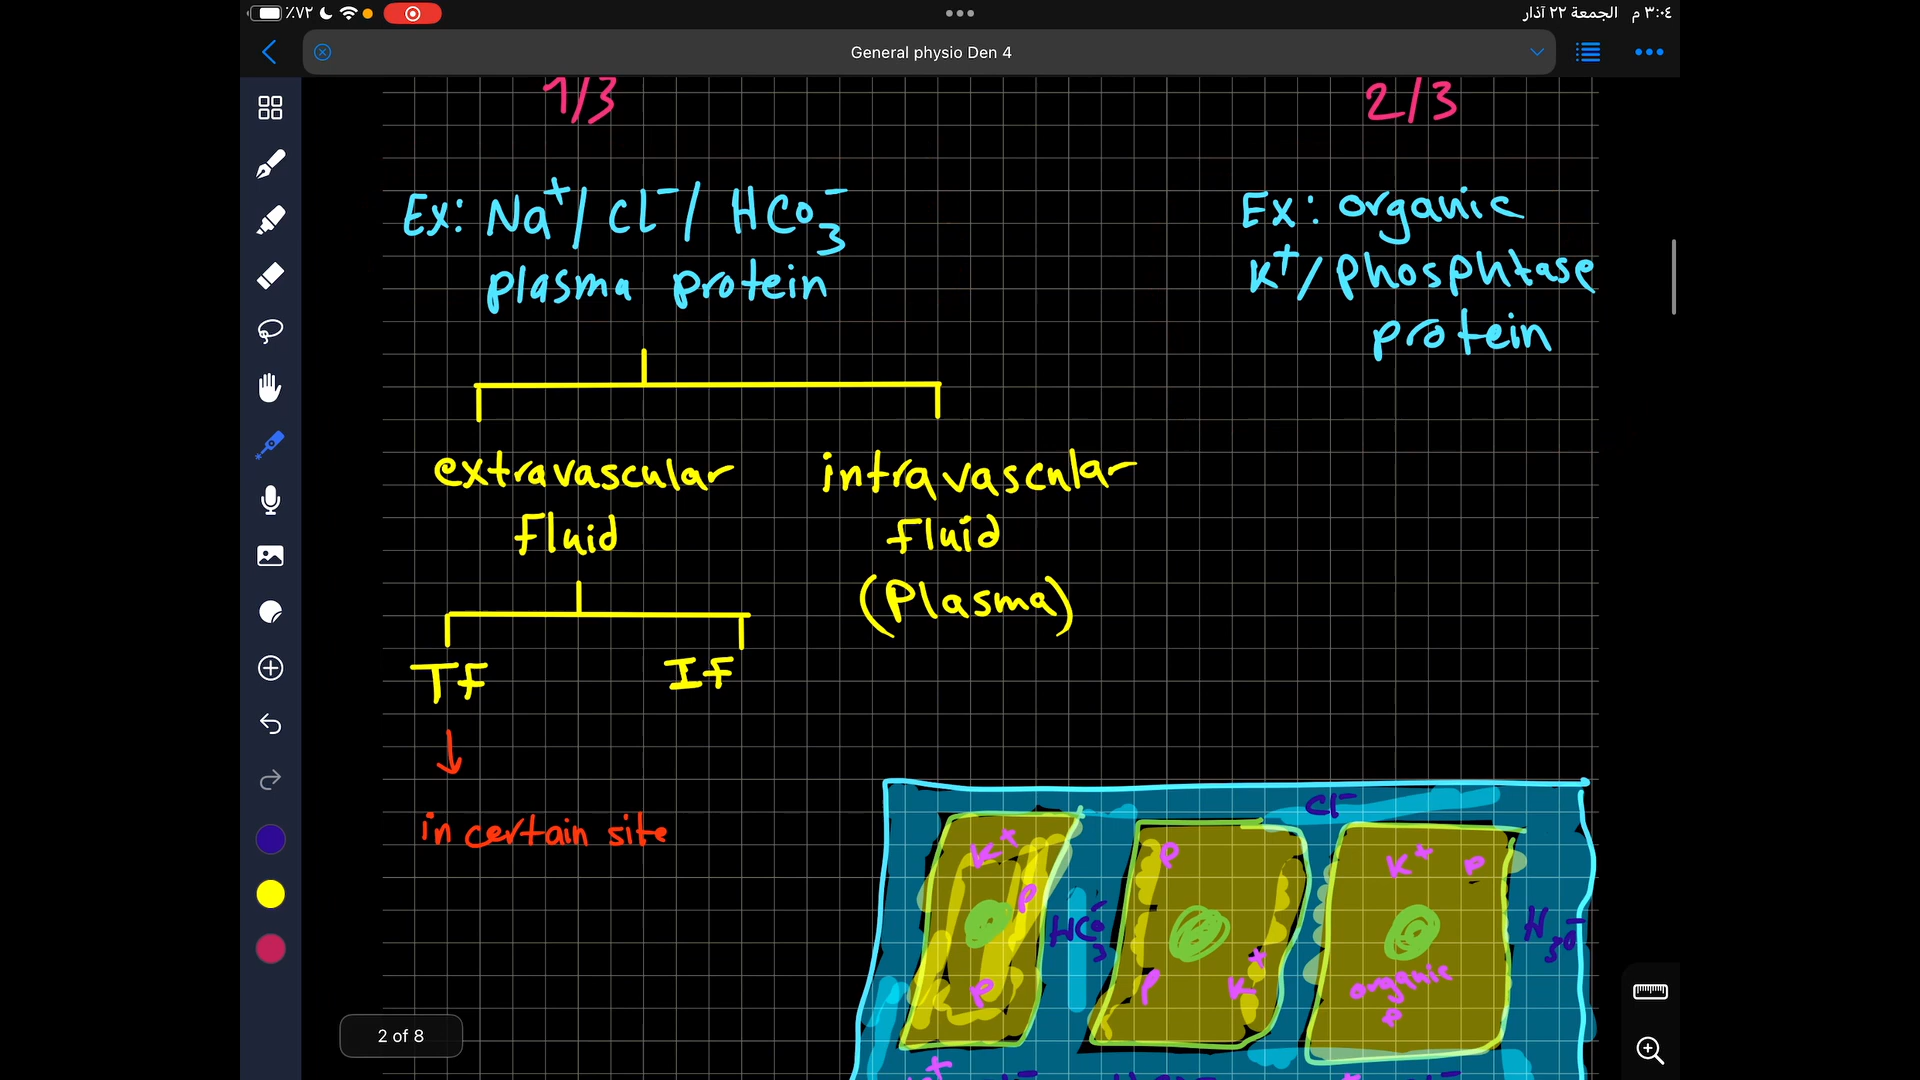 ٪٧٢
٣:٠٤ م الجمعة ٢٢ آذار
General physio Den 4
1/3
2/3
Ex: Na⁺/ Cl⁻/ HCo₃⁻
plasma protein
Ex: organic
K⁺/ phosphtase
protein
extravascular
fluid
intravascular
fluid
(Plasma)
TF
IF
↓
in certain site
Cl⁻
K⁺
P
P
P
K⁺ P
HCo₃⁻
P
K⁺
organic
P
2 of 8